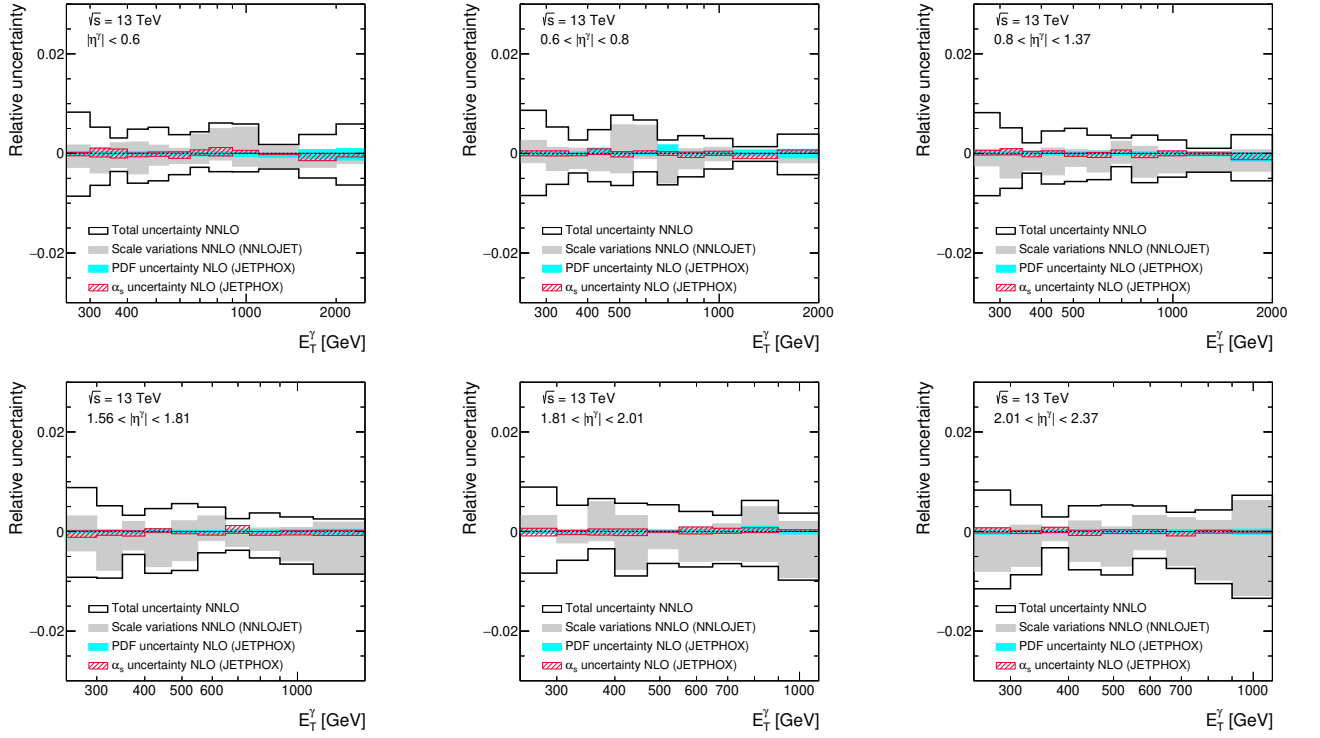 Relative uncertainty
√s = 13 TeV
|η^γ| < 0.6
0.02
0
−0.02
Total uncertainty NNLO
Scale variations NNLO (NNLOJET)
PDF uncertainty NLO (JETPHOX)
α_s uncertainty NLO (JETPHOX)
300 400 1000 2000
E_T^γ [GeV]
Relative uncertainty
√s = 13 TeV
0.6 < |η^γ| < 0.8
0.02
0
−0.02
Total uncertainty NNLO
Scale variations NNLO (NNLOJET)
PDF uncertainty NLO (JETPHOX)
α_s uncertainty NLO (JETPHOX)
300 400 500 1000 2000
E_T^γ [GeV]
Relative uncertainty
√s = 13 TeV
0.8 < |η^γ| < 1.37
0.02
0
−0.02
Total uncertainty NNLO
Scale variations NNLO (NNLOJET)
PDF uncertainty NLO (JETPHOX)
α_s uncertainty NLO (JETPHOX)
300 400 500 1000 2000
E_T^γ [GeV]
Relative uncertainty
√s = 13 TeV
1.56 < |η^γ| < 1.81
0.02
0
−0.02
Total uncertainty NNLO
Scale variations NNLO (NNLOJET)
PDF uncertainty NLO (JETPHOX)
α_s uncertainty NLO (JETPHOX)
300 400 500 600 1000
E_T^γ [GeV]
Relative uncertainty
√s = 13 TeV
1.81 < |η^γ| < 2.01
0.02
0
−0.02
Total uncertainty NNLO
Scale variations NNLO (NNLOJET)
PDF uncertainty NLO (JETPHOX)
α_s uncertainty NLO (JETPHOX)
300 400 500 600 700 1000
E_T^γ [GeV]
Relative uncertainty
√s = 13 TeV
2.01 < |η^γ| < 2.37
0.02
0
−0.02
Total uncertainty NNLO
Scale variations NNLO (NNLOJET)
PDF uncertainty NLO (JETPHOX)
α_s uncertainty NLO (JETPHOX)
300 400 500 600 700 1000
E_T^γ [GeV]